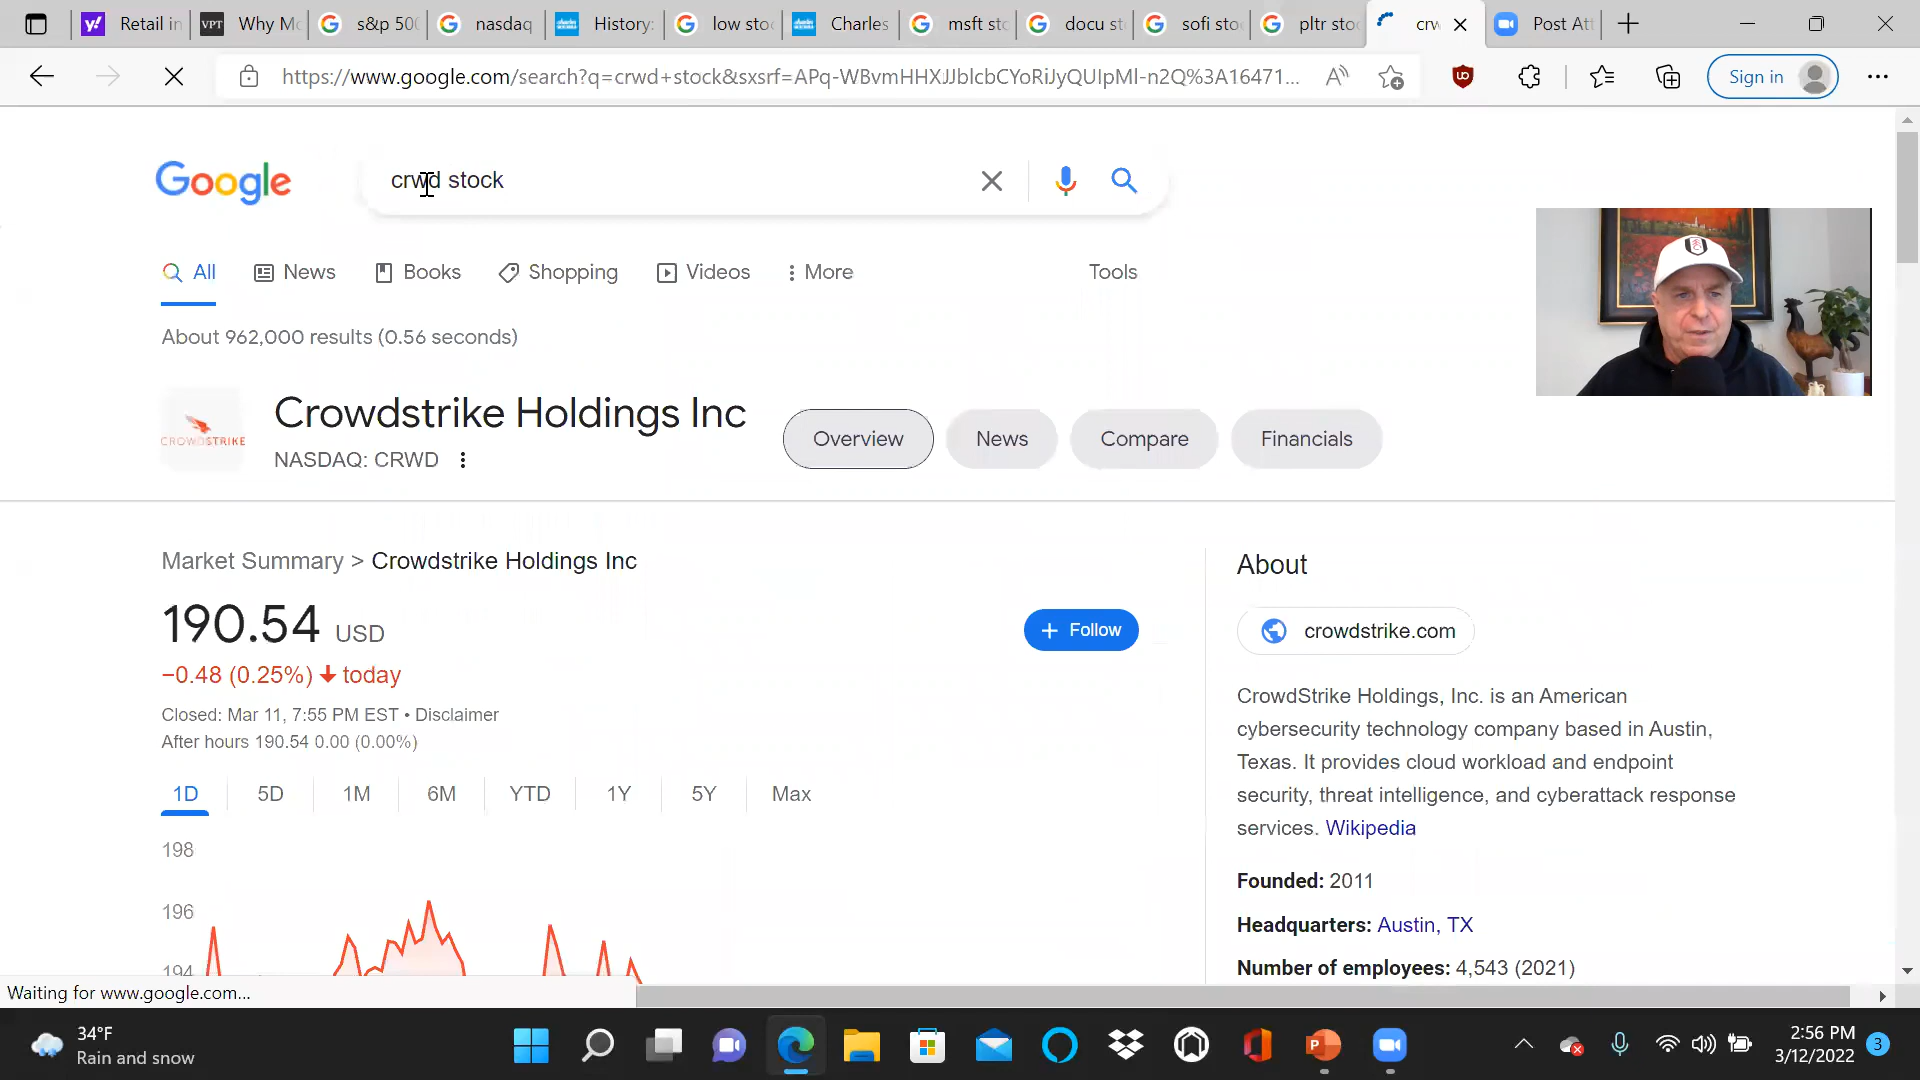 Retail in
VPT Why Mo
s&p 500
nasdaq
History:
low stoc
Charles
msft sto
docu st
sofi sto
pltr stoc
crw
Post Att
https://www.google.com/search?q=crwd+stock&sxsrf=APq-WBvmHHXJJblcbCYoRiJyQUIpMl-n2Q%3A16471...
Sign in
Google
crwd stock
All
News
Books
Shopping
Videos
More
Tools
About 962,000 results (0.56 seconds)
CROWDSTRIKE
Crowdstrike Holdings Inc
NASDAQ: CRWD
Overview
News
Compare
Financials
Market Summary > Crowdstrike Holdings Inc
190.54 USD
+ Follow
−0.48 (0.25%) ↓ today
Closed: Mar 11, 7:55 PM EST • Disclaimer
After hours 190.54 0.00 (0.00%)
1D
5D
1M
6M
YTD
1Y
5Y
Max
198
196
194
About
crowdstrike.com
CrowdStrike Holdings, Inc. is an American
cybersecurity technology company based in Austin,
Texas. It provides cloud workload and endpoint
security, threat intelligence, and cyberattack response
services. Wikipedia
Founded: 2011
Headquarters: Austin, TX
Number of employees: 4,543 (2021)
Waiting for www.google.com...
34°F
Rain and snow
2:56 PM
3/12/2022
3